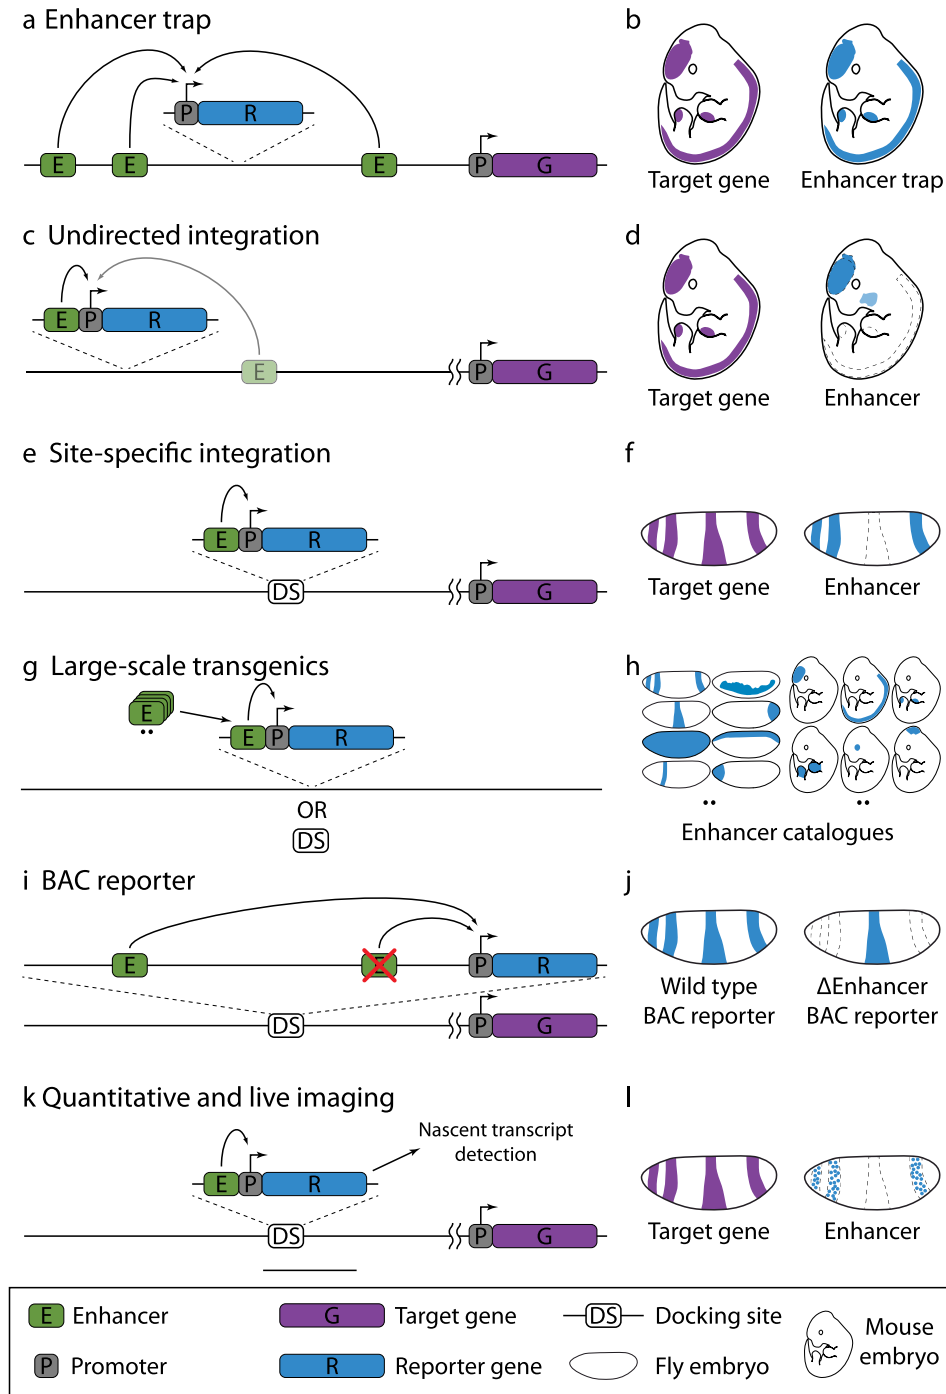 a Enhancer trap
b
P R
E E E P G
Target gene Enhancer trap
c Undirected integration
d
E P R
E P G
Target gene Enhancer
e Site-specific integration
f
E P R
DS P G
Target gene Enhancer
g Large-scale transgenics
h
E
E P R
OR
DS
Enhancer catalogues
i BAC reporter
j
E E P R
DS P G
Wild type
BAC reporter
ΔEnhancer
BAC reporter
k Quantitative and live imaging
l
Nascent transcript
detection
E P R
DS P G
Target gene Enhancer
E Enhancer
G Target gene
DS Docking site
Mouse
embryo
P Promoter
R Reporter gene
Fly embryo